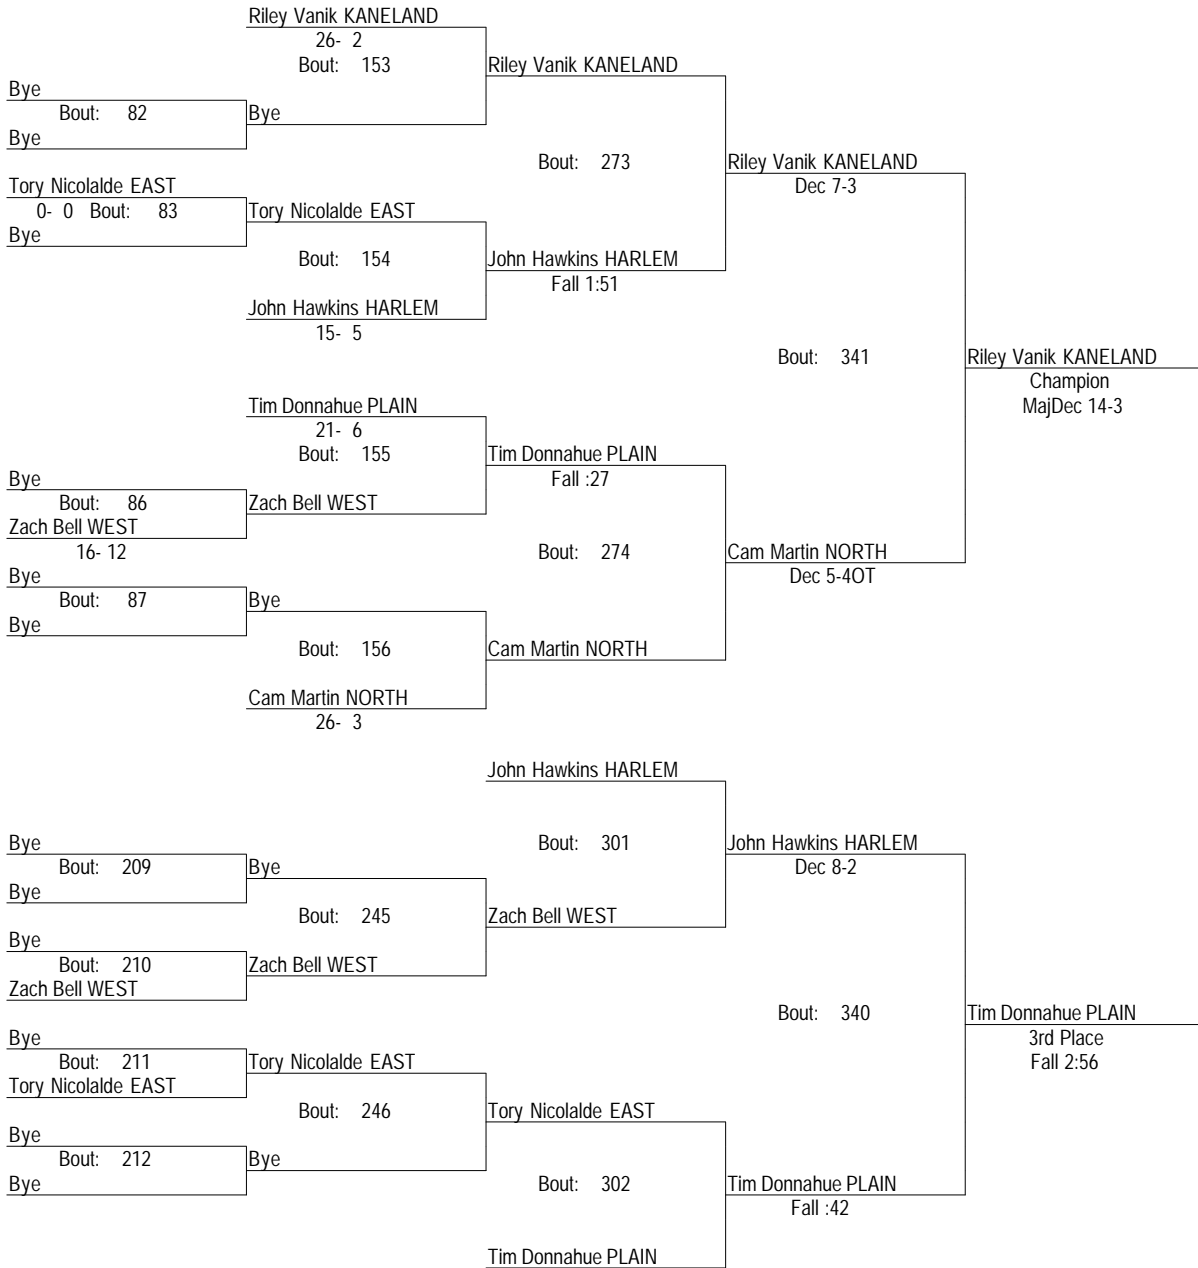 Riley Vanik KANELAND
26- 2
Bout: 153
Riley Vanik KANELAND
Bye
Bout: 82
Bye
Bye
Bout: 273
Riley Vanik KANELAND
Dec 7-3
Tory Nicolalde EAST
0- 0 Bout: 83
Tory Nicolalde EAST
Bye
Bout: 154
John Hawkins HARLEM
Fall 1:51
John Hawkins HARLEM
15- 5
Bout: 341
Riley Vanik KANELAND
Champion
MajDec 14-3
Tim Donnahue PLAIN
21- 6
Bout: 155
Tim Donnahue PLAIN
Fall :27
Bye
Bout: 86
Zach Bell WEST
Zach Bell WEST
16- 12
Bout: 274
Cam Martin NORTH
Dec 5-4OT
Bye
Bout: 87
Bye
Bye
Bout: 156
Cam Martin NORTH
Cam Martin NORTH
26- 3
John Hawkins HARLEM
Bye
Bout: 301
John Hawkins HARLEM
Dec 8-2
Bout: 209
Bye
Bye
Bout: 245
Zach Bell WEST
Bye
Bout: 210
Zach Bell WEST
Zach Bell WEST
Bout: 340
Tim Donnahue PLAIN
3rd Place
Fall 2:56
Bye
Bout: 211
Tory Nicolalde EAST
Tory Nicolalde EAST
Bout: 246
Tory Nicolalde EAST
Bye
Bout: 212
Bye
Bye
Bout: 302
Tim Donnahue PLAIN
Fall :42
Tim Donnahue PLAIN